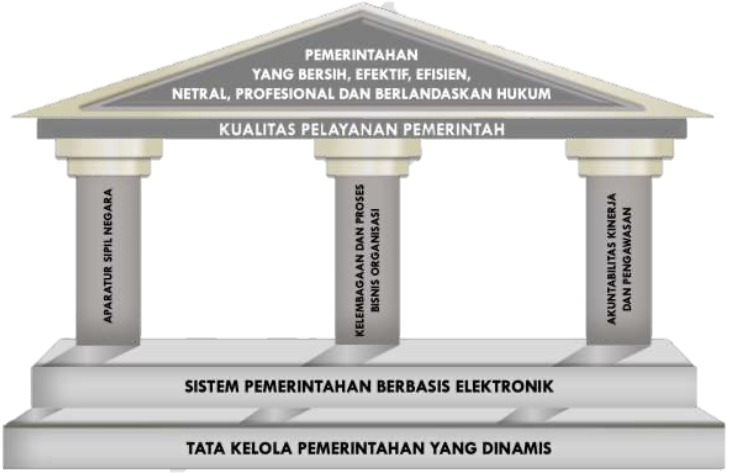 PEMERINTAHAN
YANG BERSIH, EFEKTIF, EFISIEN,
NETRAL, PROFESIONAL DAN BERLANDASKAN HUKUM
KUALITAS PELAYANAN PEMERINTAH
APARATUR SIPIL NEGARA
KELEMBAGAAN DAN PROSES
BISNIS ORGANISASI
AKUNTABILITAS KINERJA
DAN PENGAWASAN
SISTEM PEMERINTAHAN BERBASIS ELEKTRONIK
TATA KELOLA PEMERINTAHAN YANG DINAMIS